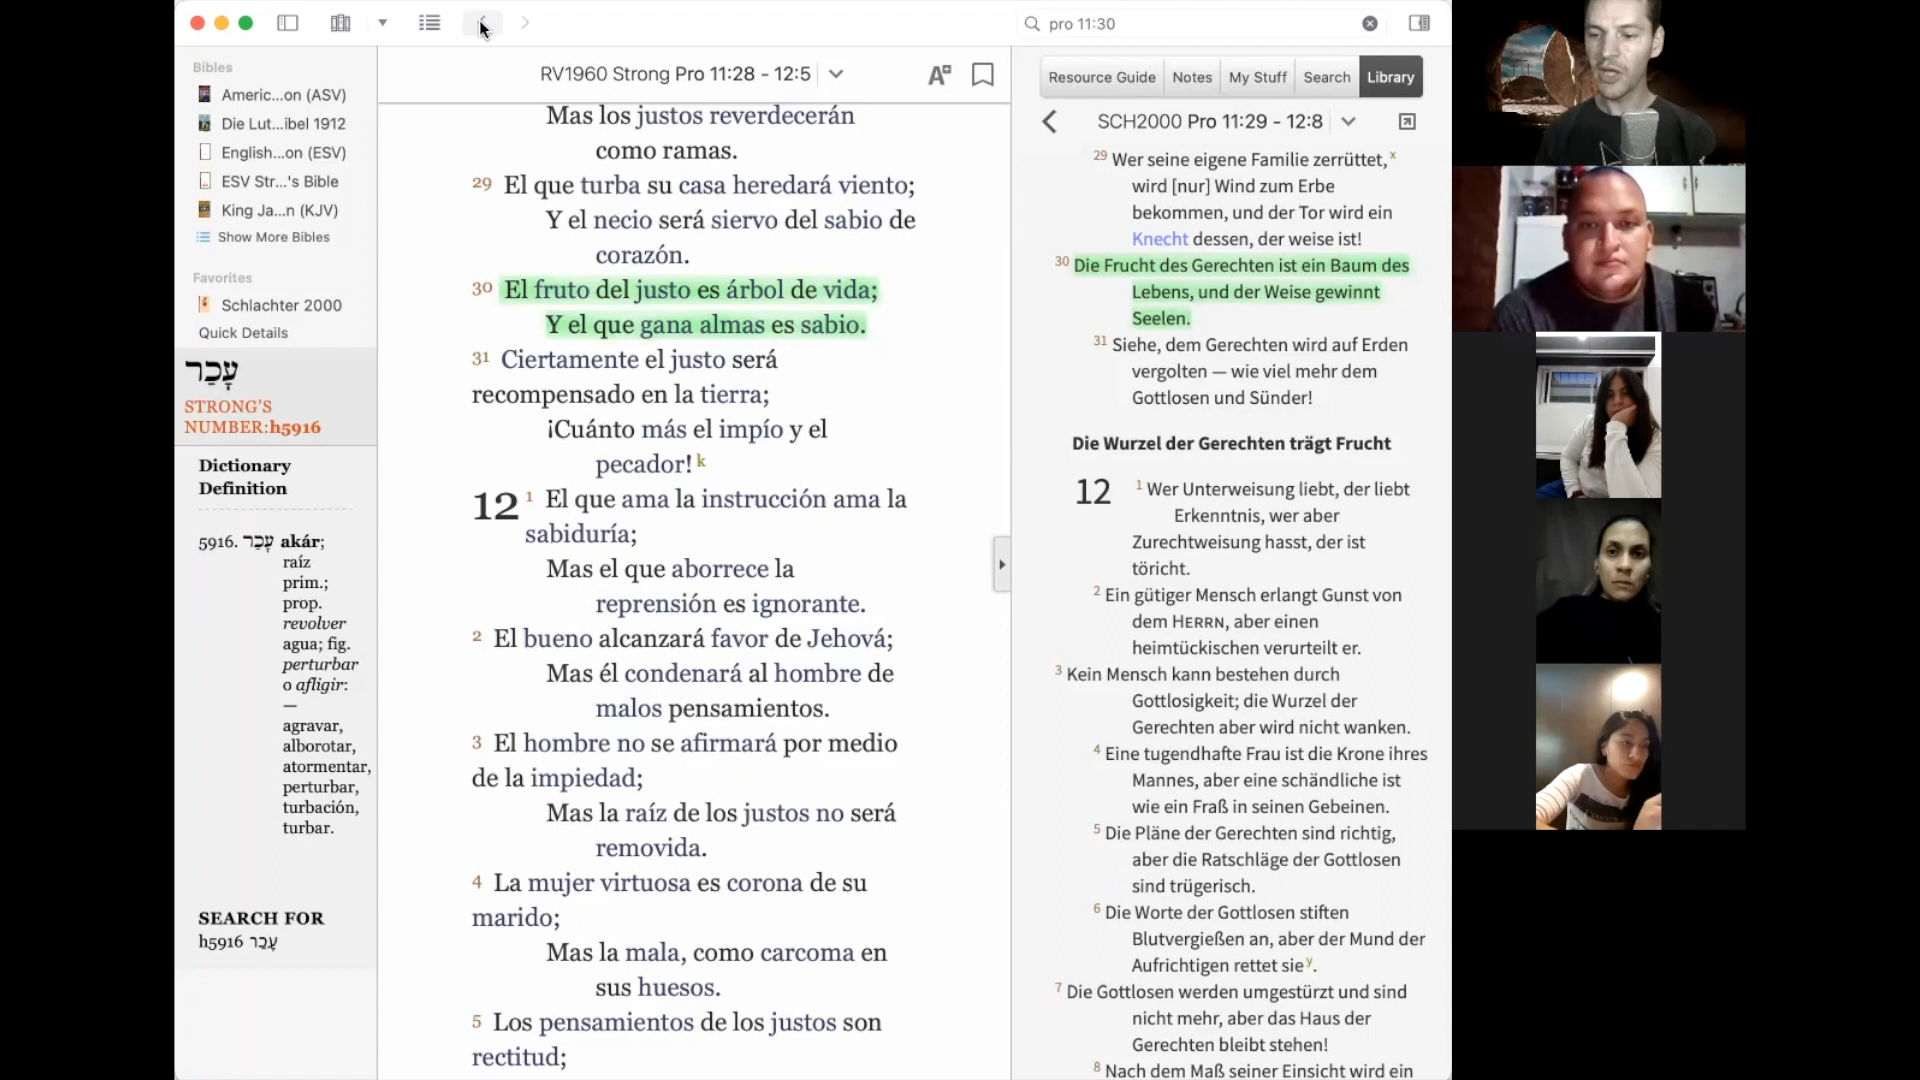 pro 11:30
Bibles
Americ...on (ASV)
Die Lut...ibel 1912
English...on (ESV)
ESV Str...'s Bible
King Ja...n (KJV)
Show More Bibles
Favorites
Schlachter 2000
Quick Details
עָכַר
STRONG'S
NUMBER:h5916
Dictionary
Definition
5916. עָכַר akár;
raíz
prim.;
prop.
revolver
agua; fig.
perturbar
o afligir:
—
agravar,
alborotar,
atormentar,
perturbar,
turbación,
turbar.
SEARCH FOR
h5916 עָכַר
RV1960 Strong Pro 11:28 - 12:5
Mas los justos reverdecerán
como ramas.
29 El que turba su casa heredará viento;
Y el necio será siervo del sabio de
corazón.
30 El fruto del justo es árbol de vida;
Y el que gana almas es sabio.
31 Ciertamente el justo será
recompensado en la tierra;
¡Cuánto más el impío y el
pecador! k
12 1 El que ama la instrucción ama la
sabiduría;
Mas el que aborrece la
reprensión es ignorante.
2 El bueno alcanzará favor de Jehová;
Mas él condenará al hombre de
malos pensamientos.
3 El hombre no se afirmará por medio
de la impiedad;
Mas la raíz de los justos no será
removida.
4 La mujer virtuosa es corona de su
marido;
Mas la mala, como carcoma en
sus huesos.
5 Los pensamientos de los justos son
rectitud;
Resource Guide Notes My Stuff Search Library
SCH2000 Pro 11:29 - 12:8
29 Wer seine eigene Familie zerrüttet, x
wird [nur] Wind zum Erbe
bekommen, und der Tor wird ein
Knecht dessen, der weise ist!
30 Die Frucht des Gerechten ist ein Baum des
Lebens, und der Weise gewinnt
Seelen.
31 Siehe, dem Gerechten wird auf Erden
vergolten — wie viel mehr dem
Gottlosen und Sünder!
Die Wurzel der Gerechten trägt Frucht
12 1 Wer Unterweisung liebt, der liebt
Erkenntnis, wer aber
Zurechtweisung hasst, der ist
töricht.
2 Ein gütiger Mensch erlangt Gunst von
dem HERRN, aber einen
heimtückischen verurteilt er.
3 Kein Mensch kann bestehen durch
Gottlosigkeit; die Wurzel der
Gerechten aber wird nicht wanken.
4 Eine tugendhafte Frau ist die Krone ihres
Mannes, aber eine schändliche ist
wie ein Fraß in seinen Gebeinen.
5 Die Pläne der Gerechten sind richtig,
aber die Ratschläge der Gottlosen
sind trügerisch.
6 Die Worte der Gottlosen stiften
Blutvergießen an, aber der Mund der
Aufrichtigen rettet sie y.
7 Die Gottlosen werden umgestürzt und sind
nicht mehr, aber das Haus der
Gerechten bleibt stehen!
8 Nach dem Maß seiner Einsicht wird ein